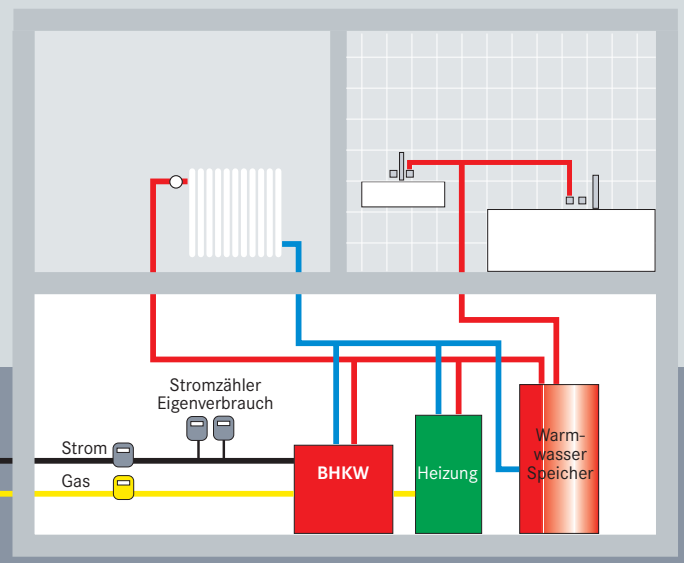 Stromzähler
Eigenverbrauch
Strom
Gas
BHKW
Heizung
Warm-
wasser
Speicher